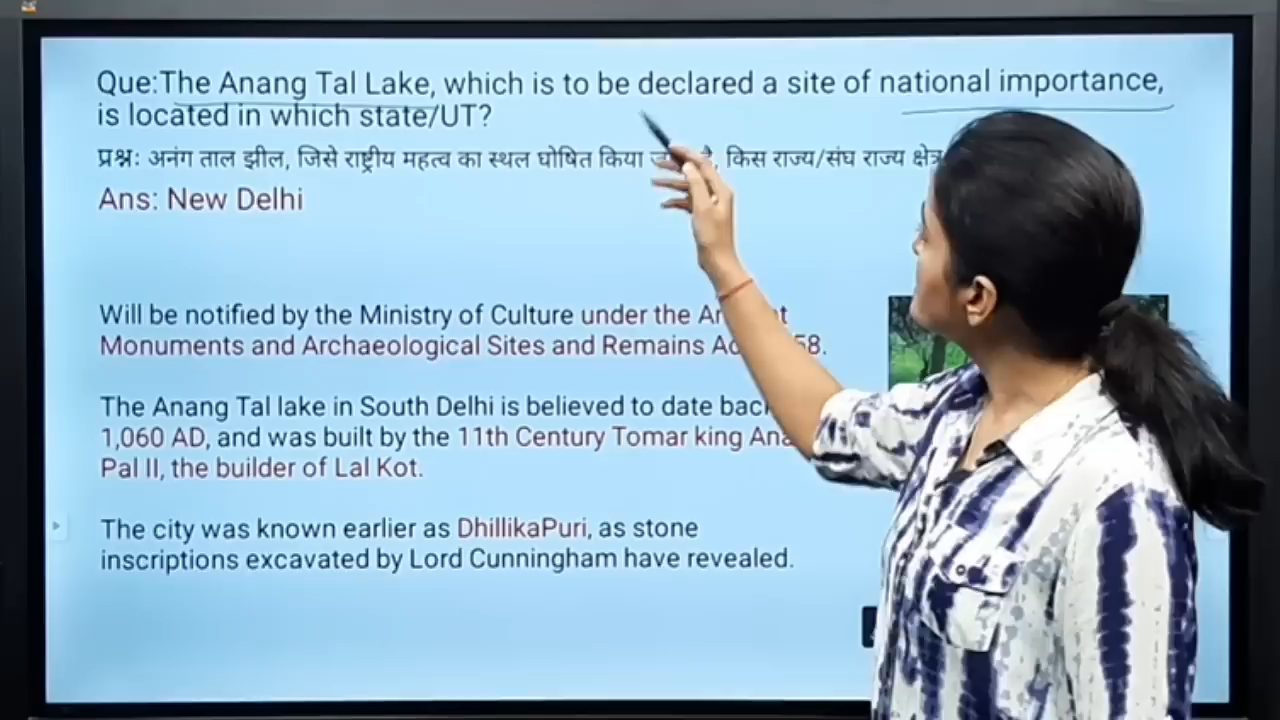 Que:The Anang Tal Lake, which is to be declared a site of national importance,
is located in which state/UT?
प्रश्न: अनंग ताल झील, जिसे राष्ट्रीय महत्व का स्थल घोषित किया है, किस राज्य/संघ राज्य क्षेत्र
Ans: New Delhi
Will be notified by the Ministry of Culture under the
Monuments and Archaeological Sites and Remains
The Anang Tal lake in South Delhi is believed to date back
1,060 AD, and was built by the 11th Century Tomar king
Pal II, the builder of Lal Kot.
The city was known earlier as DhillikaPuri, as stone
inscriptions excavated by Lord Cunningham have revealed.